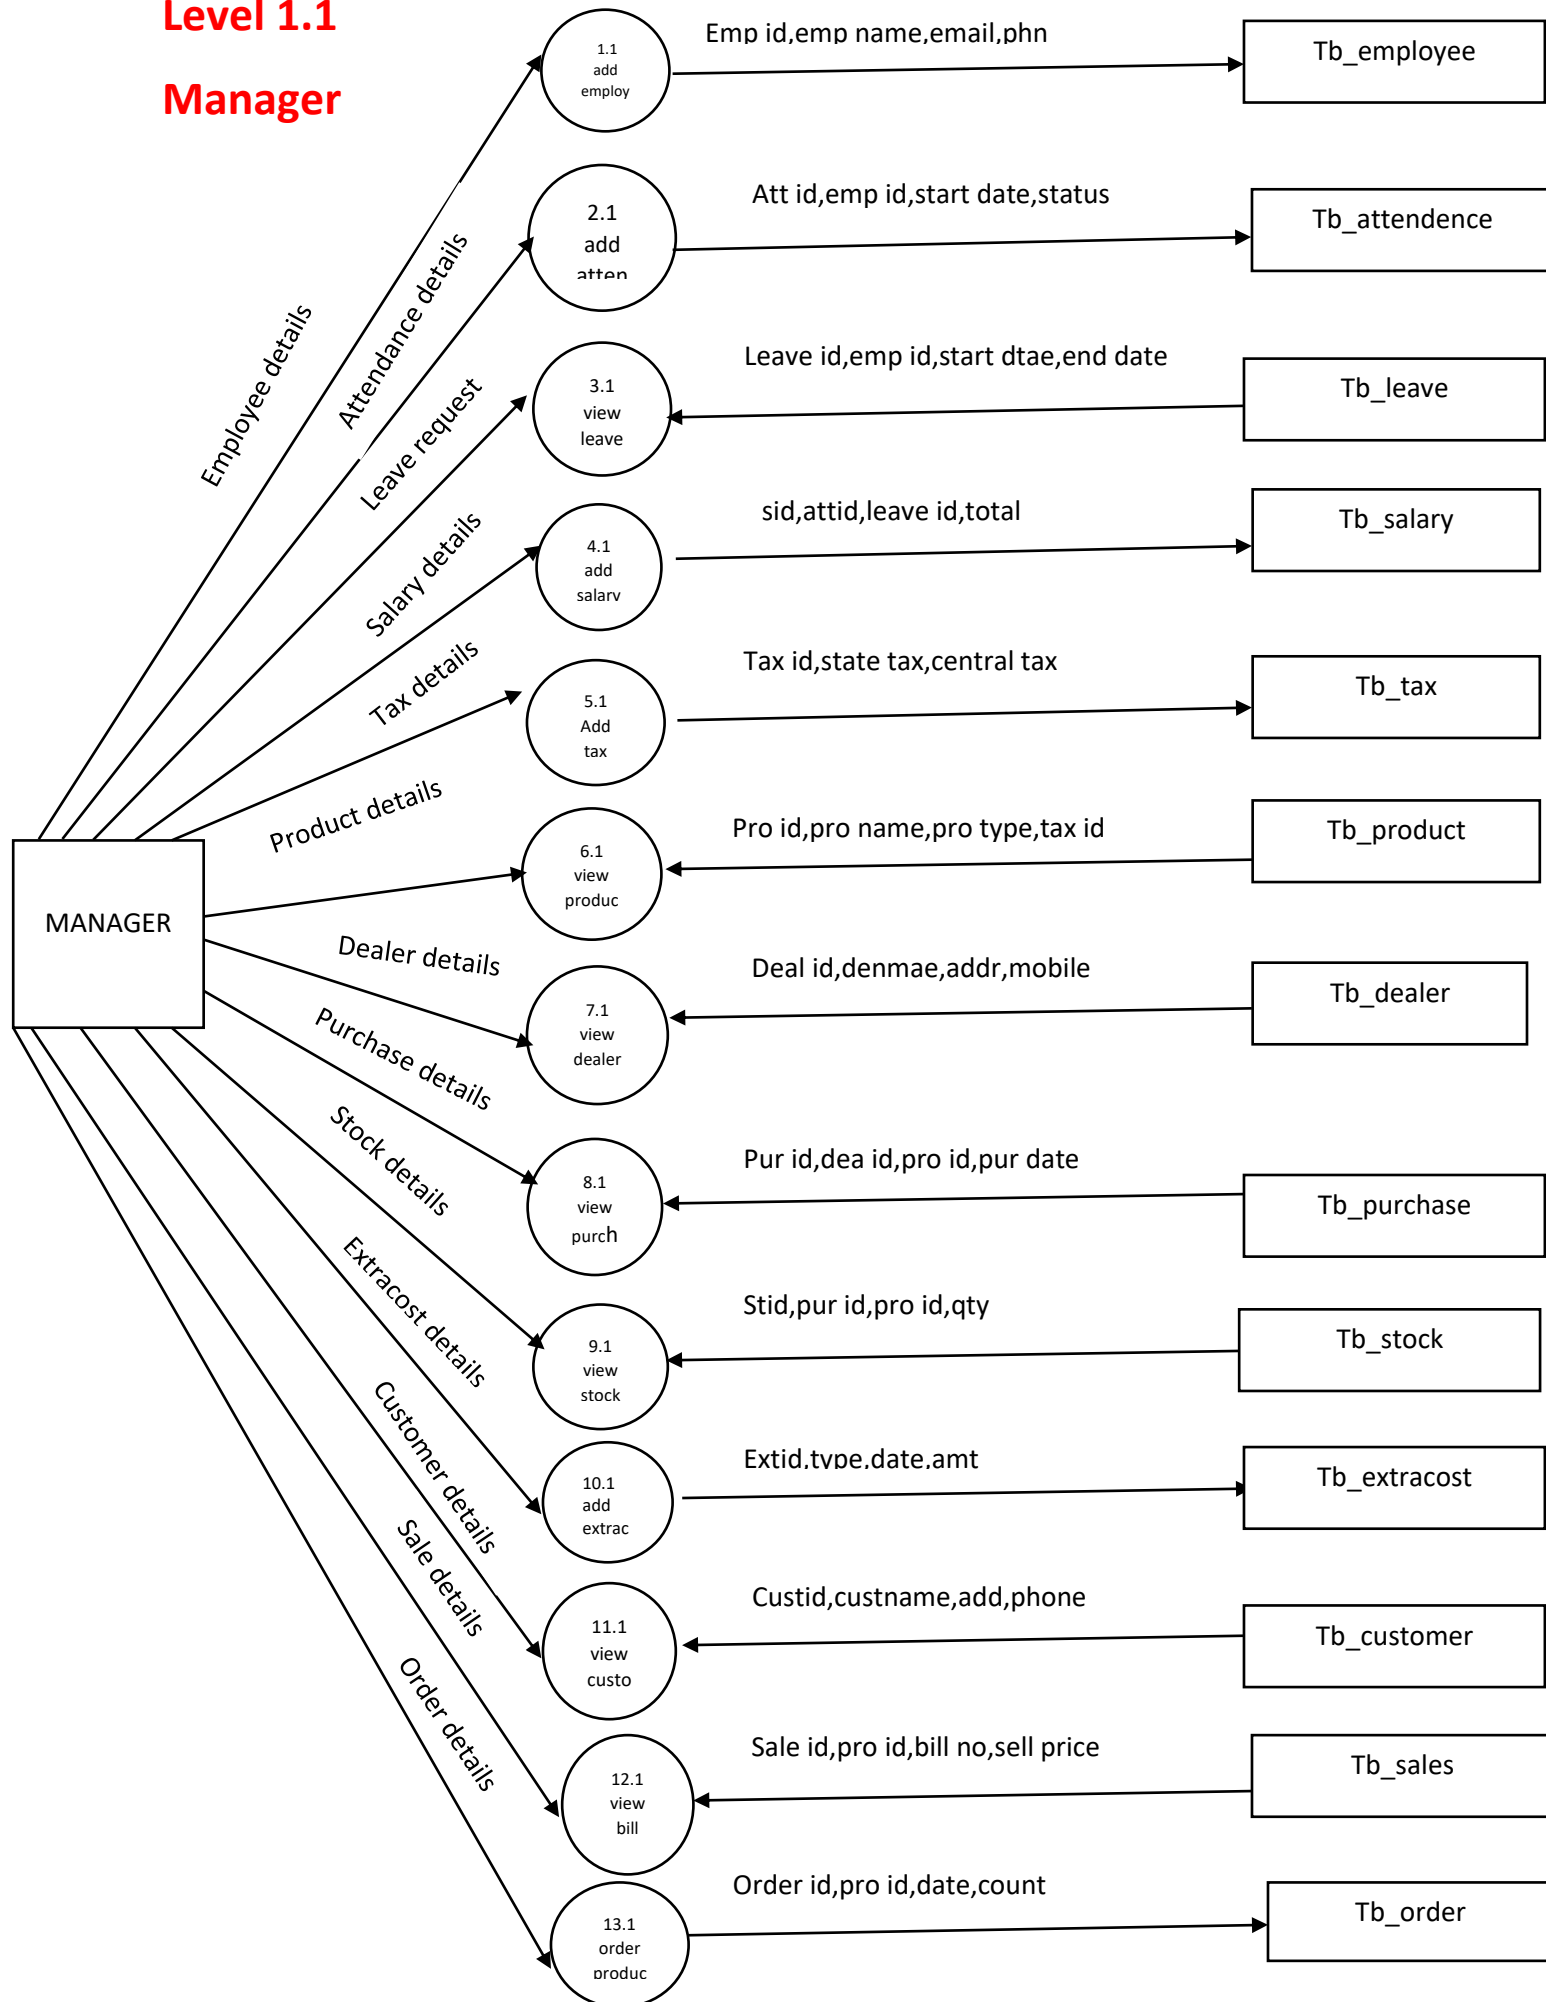 Level 1.1
Manager
1.1
add
employ
Emp id,emp name,email,phn
Tb_employee
Employee details
2.1
add
atten
Att id,emp id,start date,status
Tb_attendence
Attendance details
3.1
view
leave
Leave id,emp id,start dtae,end date
Tb_leave
Leave request
4.1
add
salary
sid,attid,leave id,total
Tb_salary
Salary details
5.1
Add
tax
Tax id,state tax,central tax
Tb_tax
Tax details
6.1
view
produc
Pro id,pro name,pro type,tax id
Tb_product
Product details
MANAGER
7.1
view
dealer
Deal id,denmae,addr,mobile
Tb_dealer
Dealer details
8.1
view
purch
Pur id,dea id,pro id,pur date
Tb_purchase
Purchase details
9.1
view
stock
Stid,pur id,pro id,qty
Tb_stock
Stock details
10.1
add
extrac
Extid,type,date,amt
Tb_extracost
Extracost details
11.1
view
custo
Custid,custname,add,phone
Tb_customer
Customer details
12.1
view
bill
Sale id,pro id,bill no,sell price
Tb_sales
Sale details
13.1
order
produc
Order id,pro id,date,count
Tb_order
Order details